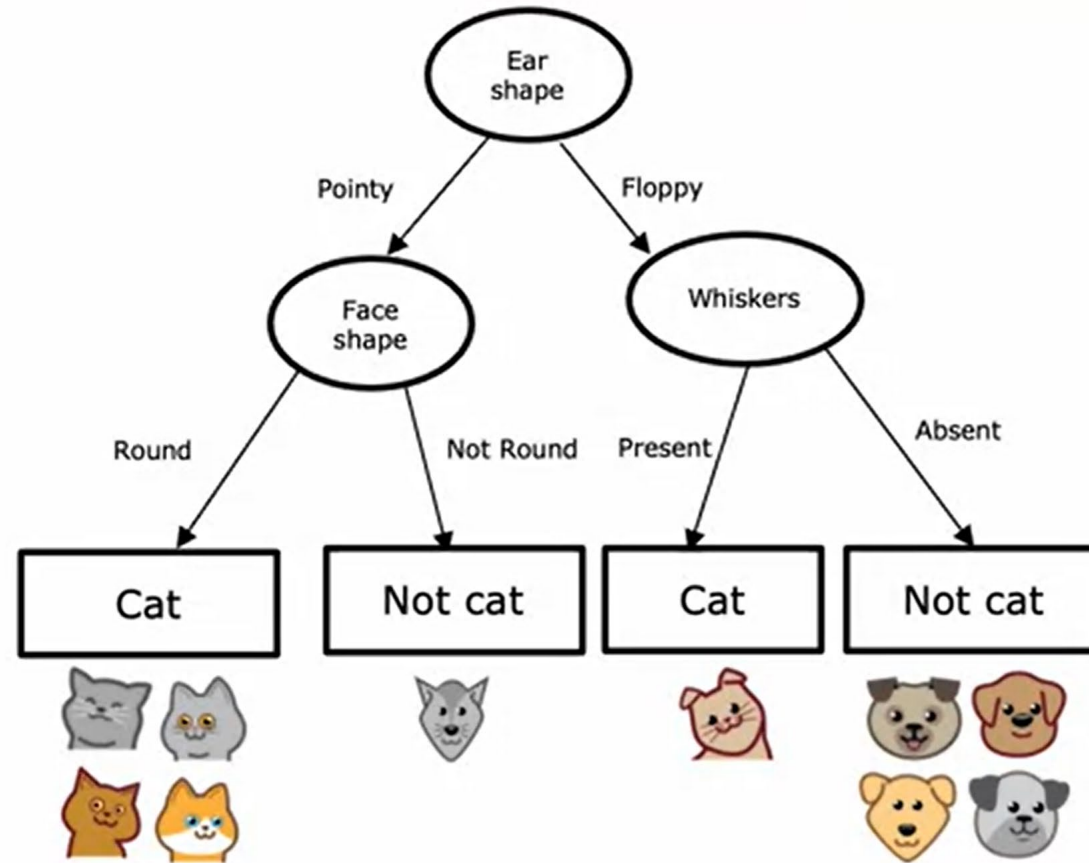 Ear
shape
Pointy
Floppy
Face
shape
Whiskers
Round
Not Round
Present
Absent
Cat
Not cat
Cat
Not cat